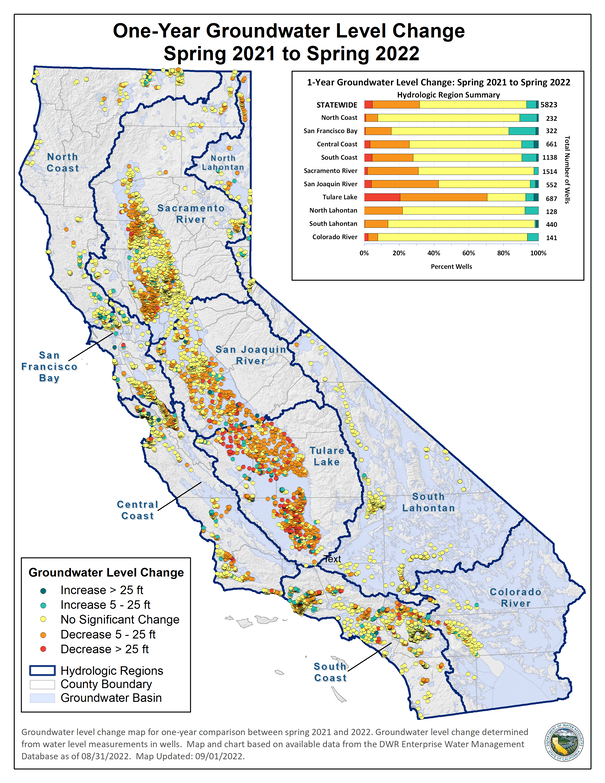 One-Year Groundwater Level Change
Spring 2021 to Spring 2022
1-Year Groundwater Level Change: Spring 2021 to Spring 2022
Hydrologic Region Summary
STATEWIDE 5823
North Coast 232
San Francisco Bay 322
Central Coast 661
South Coast 1138
Sacramento River 1514
San Joaquin River 552
Tulare Lake 687
North Lahontan 128
South Lahontan 440
Colorado River 141
0% 20% 40% 60% 80% 100%
Percent Wells
Total Number of Wells
North
Coast
North
Lahontan
Sacramento
River
San
Francisco
Bay
San Joaquin
River
Tulare
Lake
Central
Coast
South
Lahontan
Text
Colorado
River
South
Coast
Groundwater Level Change
Increase > 25 ft
Increase 5 - 25 ft
No Significant Change
Decrease 5 - 25 ft
Decrease > 25 ft
Hydrologic Regions
County Boundary
Groundwater Basin
Groundwater level change map for one-year comparison between spring 2021 and 2022. Groundwater level change determined
from water level measurements in wells. Map and chart based on available data from the DWR Enterprise Water Management
Database as of 08/31/2022. Map Updated: 09/01/2022.